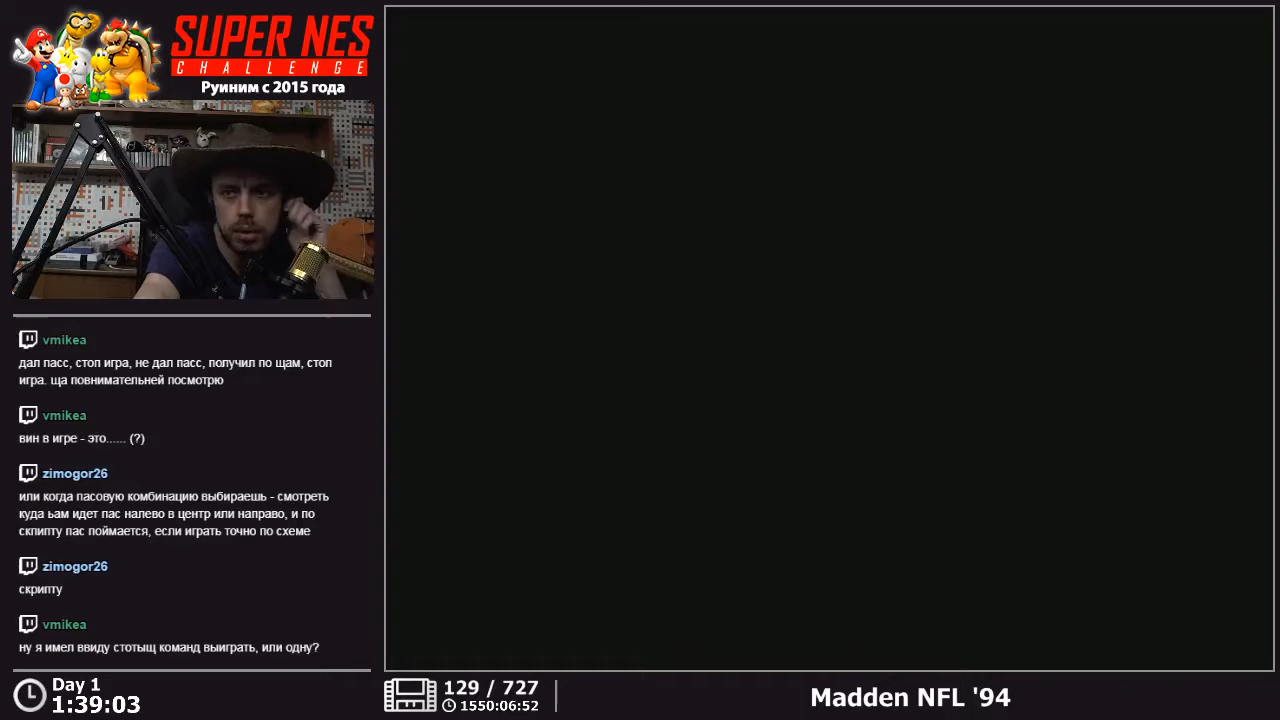 SUPER NES
CHALLENGE
Руиним с 2015 года
vmikea
дал пасс, стоп игра, не дал пасс, получил по щам, стоп
игра. ща повнимательней посмотрю
vmikea
вин в игре - это...... (?)
zimogor26
или когда пасовую комбинацию выбираешь - смотреть
куда ьам идет пас налево в центр или направо, и по
скпипту пас поймается, если играть точно по схеме
zimogor26
скрипту
vmikea
ну я имел ввиду стотыщ команд выиграть, или одну?
Day 1
1:39:03
129 / 727
1550:06:52
Madden NFL '94